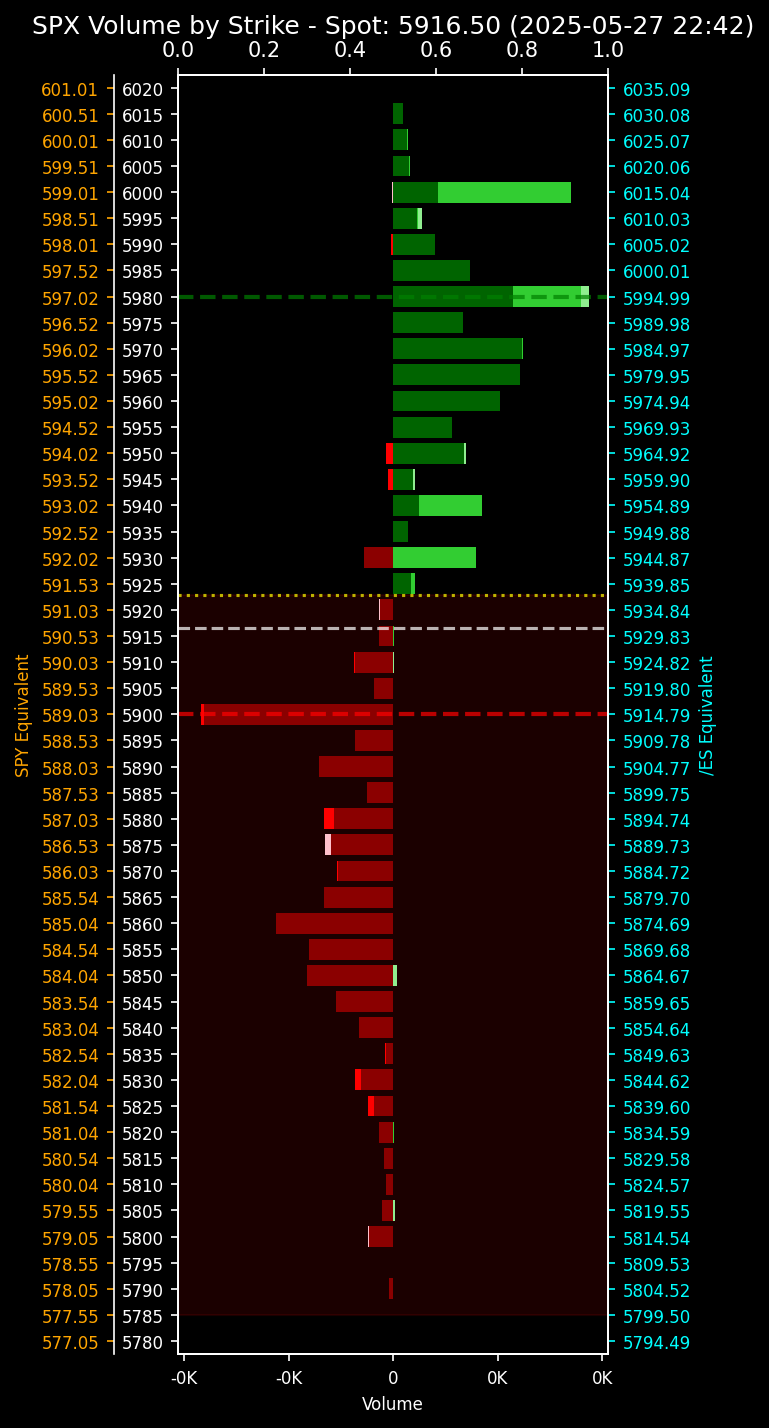 SPX Volume by Strike - Spot: 5916.50 (2025-05-27 22:42)
0.0 0.2 0.4 0.6 0.8 1.0
601.01 6020 6035.09
600.51 6015 6030.08
600.01 6010 6025.07
599.51 6005 6020.06
599.01 6000 6015.04
598.51 5995 6010.03
598.01 5990 6005.02
597.52 5985 6000.01
597.02 5980 5994.99
596.52 5975 5989.98
596.02 5970 5984.97
595.52 5965 5979.95
595.02 5960 5974.94
594.52 5955 5969.93
594.02 5950 5964.92
593.52 5945 5959.90
593.02 5940 5954.89
592.52 5935 5949.88
592.02 5930 5944.87
591.53 5925 5939.85
591.03 5920 5934.84
590.53 5915 5929.83
590.03 5910 5924.82
589.53 5905 5919.80
589.03 5900 5914.79
588.53 5895 5909.78
588.03 5890 5904.77
587.53 5885 5899.75
587.03 5880 5894.74
586.53 5875 5889.73
586.03 5870 5884.72
585.54 5865 5879.70
585.04 5860 5874.69
584.54 5855 5869.68
584.04 5850 5864.67
583.54 5845 5859.65
583.04 5840 5854.64
582.54 5835 5849.63
582.04 5830 5844.62
581.54 5825 5839.60
581.04 5820 5834.59
580.54 5815 5829.58
580.04 5810 5824.57
579.55 5805 5819.55
579.05 5800 5814.54
578.55 5795 5809.53
578.05 5790 5804.52
577.55 5785 5799.50
577.05 5780 5794.49
SPY Equivalent
/ES Equivalent
-0K -0K 0 0K 0K
Volume